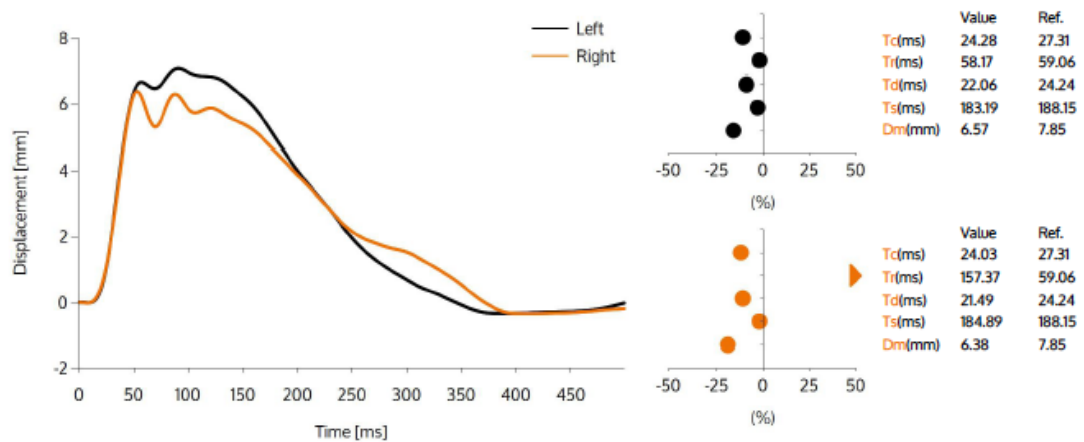 Left
Right
Displacement [mm]
8
6
4
2
0
-2
0 50 100 150 200 250 300 350 400 450
Time [ms]
-50 -25 0 25 50
(%)
Value Ref.
Tc(ms) 24.28 27.31
Tr(ms) 58.17 59.06
Td(ms) 22.06 24.24
Ts(ms) 183.19 188.15
Dm(mm) 6.57 7.85
-50 -25 0 25 50
(%)
Value Ref.
Tc(ms) 24.03 27.31
Tr(ms) 157.37 59.06
Td(ms) 21.49 24.24
Ts(ms) 184.89 188.15
Dm(mm) 6.38 7.85